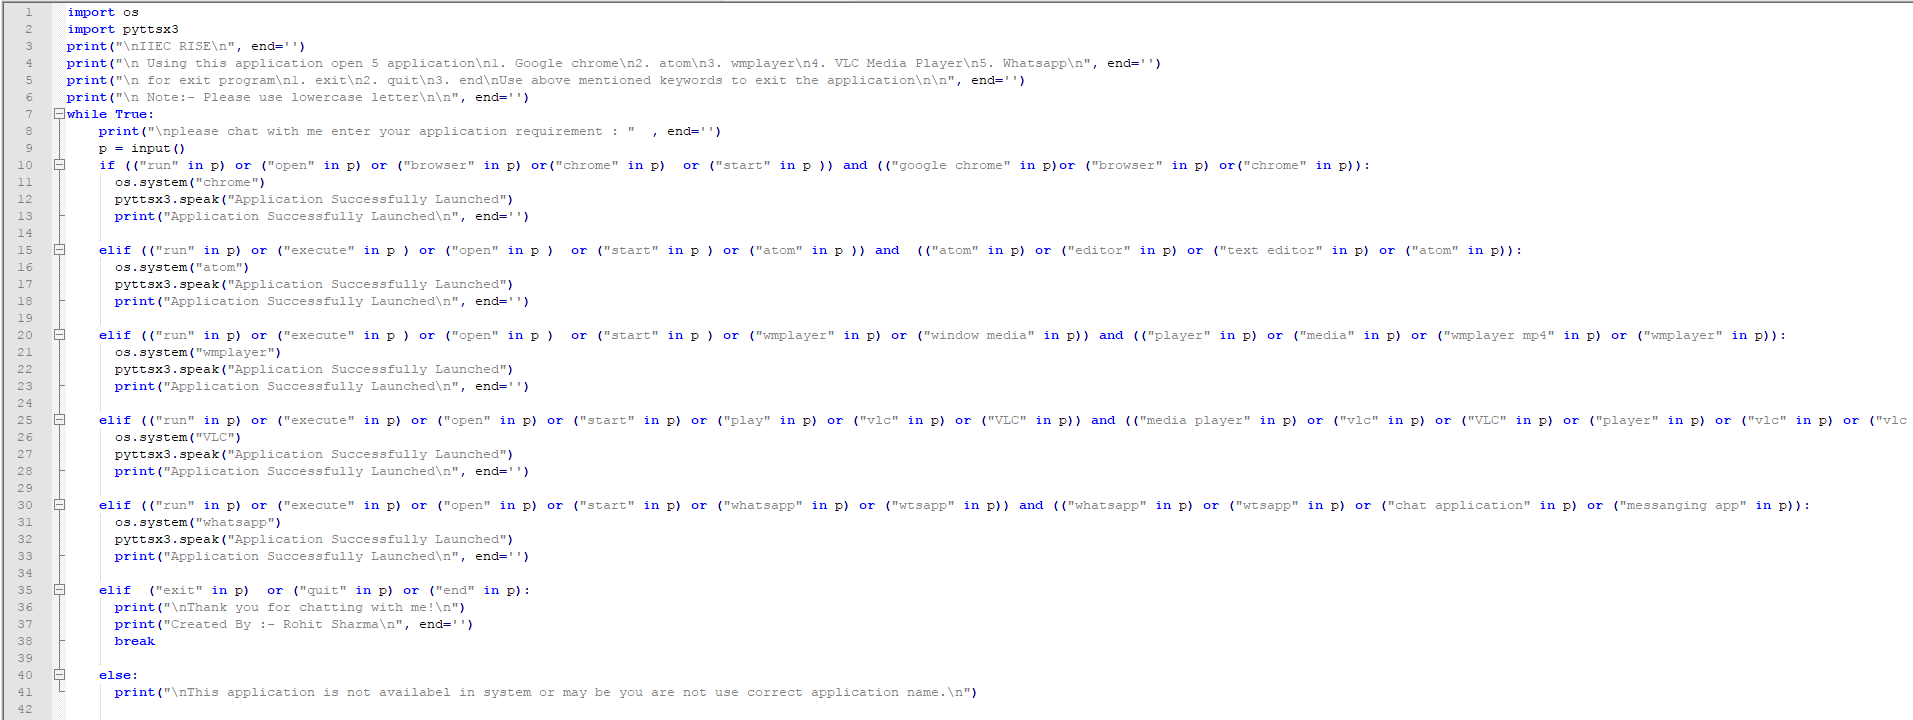 1 import os
2 import pyttsx3
3 print("\nIIEC RISE\n", end='')
4 print("\n Using this application open 5 application\n1. Google chrome\n2. atom\n3. wmplayer\n4. VLC Media Player\n5. Whatsapp\n", end='')
5 print("\n for exit program\n1. exit\n2. quit\n3. end\nUse above mentioned keywords to exit the application\n\n", end='')
6 print("\n Note:- Please use lowercase letter\n\n", end='')
7 while True:
8 print("\nplease chat with me enter your application requirement : "  , end='')
9 p = input()
10 if (("run" in p) or ("open" in p) or ("browser" in p) or("chrome" in p)  or ("start" in p )) and (("google chrome" in p)or ("browser" in p) or("chrome" in p)):
11 os.system("chrome")
12 pyttsx3.speak("Application Successfully Launched")
13 print("Application Successfully Launched\n", end='')
14
15 elif (("run" in p) or ("execute" in p ) or ("open" in p )  or ("start" in p ) or ("atom" in p )) and  (("atom" in p) or ("editor" in p) or ("text editor" in p) or ("atom" in p)):
16 os.system("atom")
17 pyttsx3.speak("Application Successfully Launched")
18 print("Application Successfully Launched\n", end='')
19
20 elif (("run" in p) or ("execute" in p ) or ("open" in p )  or ("start" in p ) or ("wmplayer" in p) or ("window media" in p)) and (("player" in p) or ("media" in p) or ("wmplayer mp4" in p) or ("wmplayer" in p)):
21 os.system("wmplayer")
22 pyttsx3.speak("Application Successfully Launched")
23 print("Application Successfully Launched\n", end='')
24
25 elif (("run" in p) or ("execute" in p) or ("open" in p) or ("start" in p) or ("play" in p) or ("vlc" in p) or ("VLC" in p)) and (("media player" in p) or ("vlc" in p) or ("VLC" in p) or ("player" in p) or ("vlc" in p) or ("vlc
26 os.system("VLC")
27 pyttsx3.speak("Application Successfully Launched")
28 print("Application Successfully Launched\n", end='')
29
30 elif (("run" in p) or ("execute" in p) or ("open" in p) or ("start" in p) or ("whatsapp" in p) or ("wtsapp" in p)) and (("whatsapp" in p) or ("wtsapp" in p) or ("chat application" in p) or ("messanging app" in p)):
31 os.system("whatsapp")
32 pyttsx3.speak("Application Successfully Launched")
33 print("Application Successfully Launched\n", end='')
34
35 elif  ("exit" in p)  or ("quit" in p) or ("end" in p):
36 print("\nThank you for chatting with me!\n")
37 print("Created By :- Rohit Sharma\n", end='')
38 break
39
40 else:
41 print("\nThis application is not availabel in system or may be you are not use correct application name.\n")
42